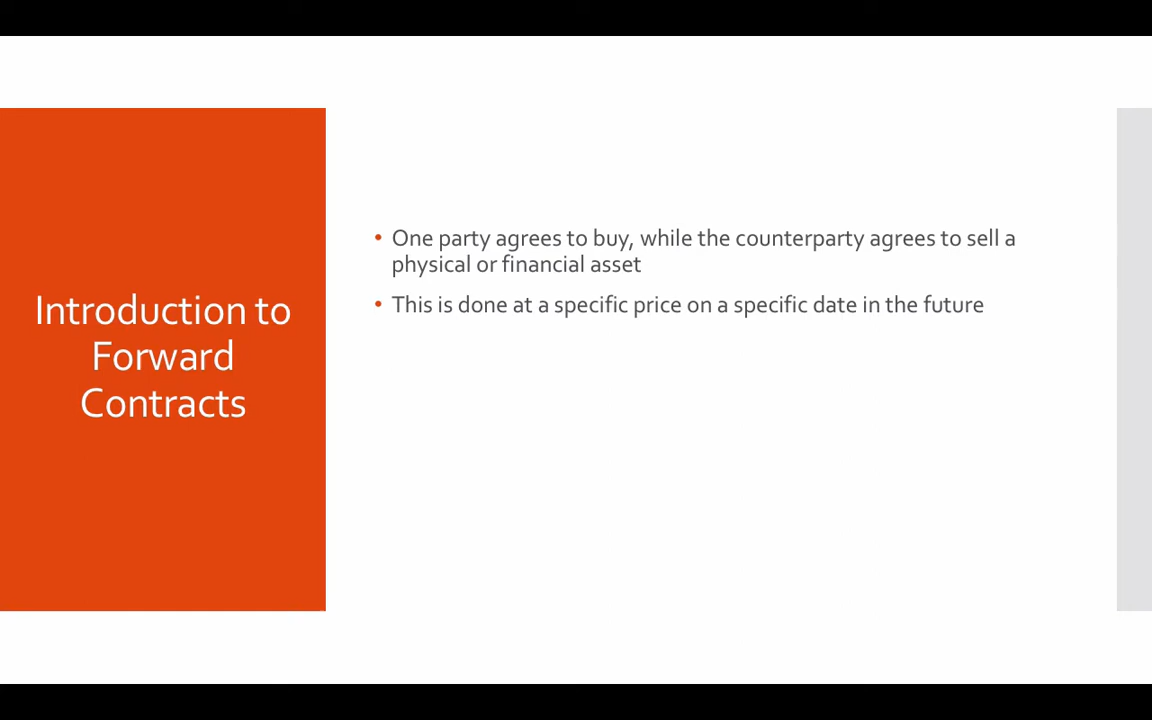 Introduction to
Forward
Contracts
• One party agrees to buy, while the counterparty agrees to sell a
physical or financial asset
• This is done at a specific price on a specific date in the future